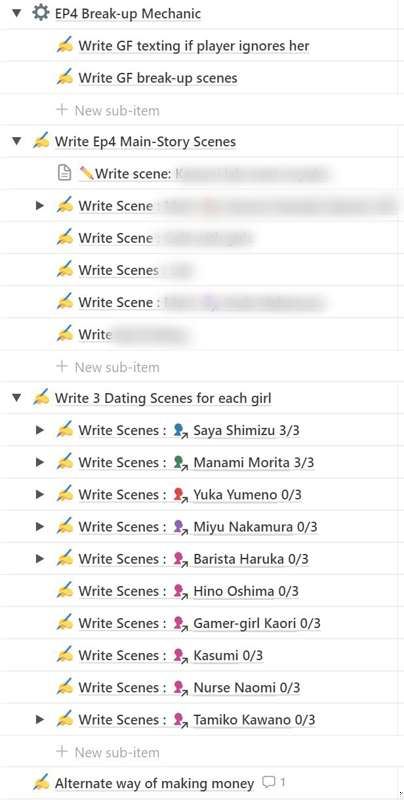 EP4 Break-up Mechanic
Write GF texting if player ignores her
Write GF break-up scenes
New sub-item
Write Ep4 Main-Story Scenes
Write scene:
Write Scene :
Write Scene
Write Scenes
Write Scene :
Write
New sub-item
Write 3 Dating Scenes for each girl
Write Scenes : Saya Shimizu 3/3
Write Scenes : Manami Morita 3/3
Write Scenes : Yuka Yumeno 0/3
Write Scenes : Miyu Nakamura 0/3
Write Scenes : Barista Haruka 0/3
Write Scenes : Hino Oshima 0/3
Write Scenes : Gamer-girl Kaori 0/3
Write Scenes : Kasumi 0/3
Write Scenes : Nurse Naomi 0/3
Write Scenes : Tamiko Kawano 0/3
New sub-item
Alternate way of making money 1